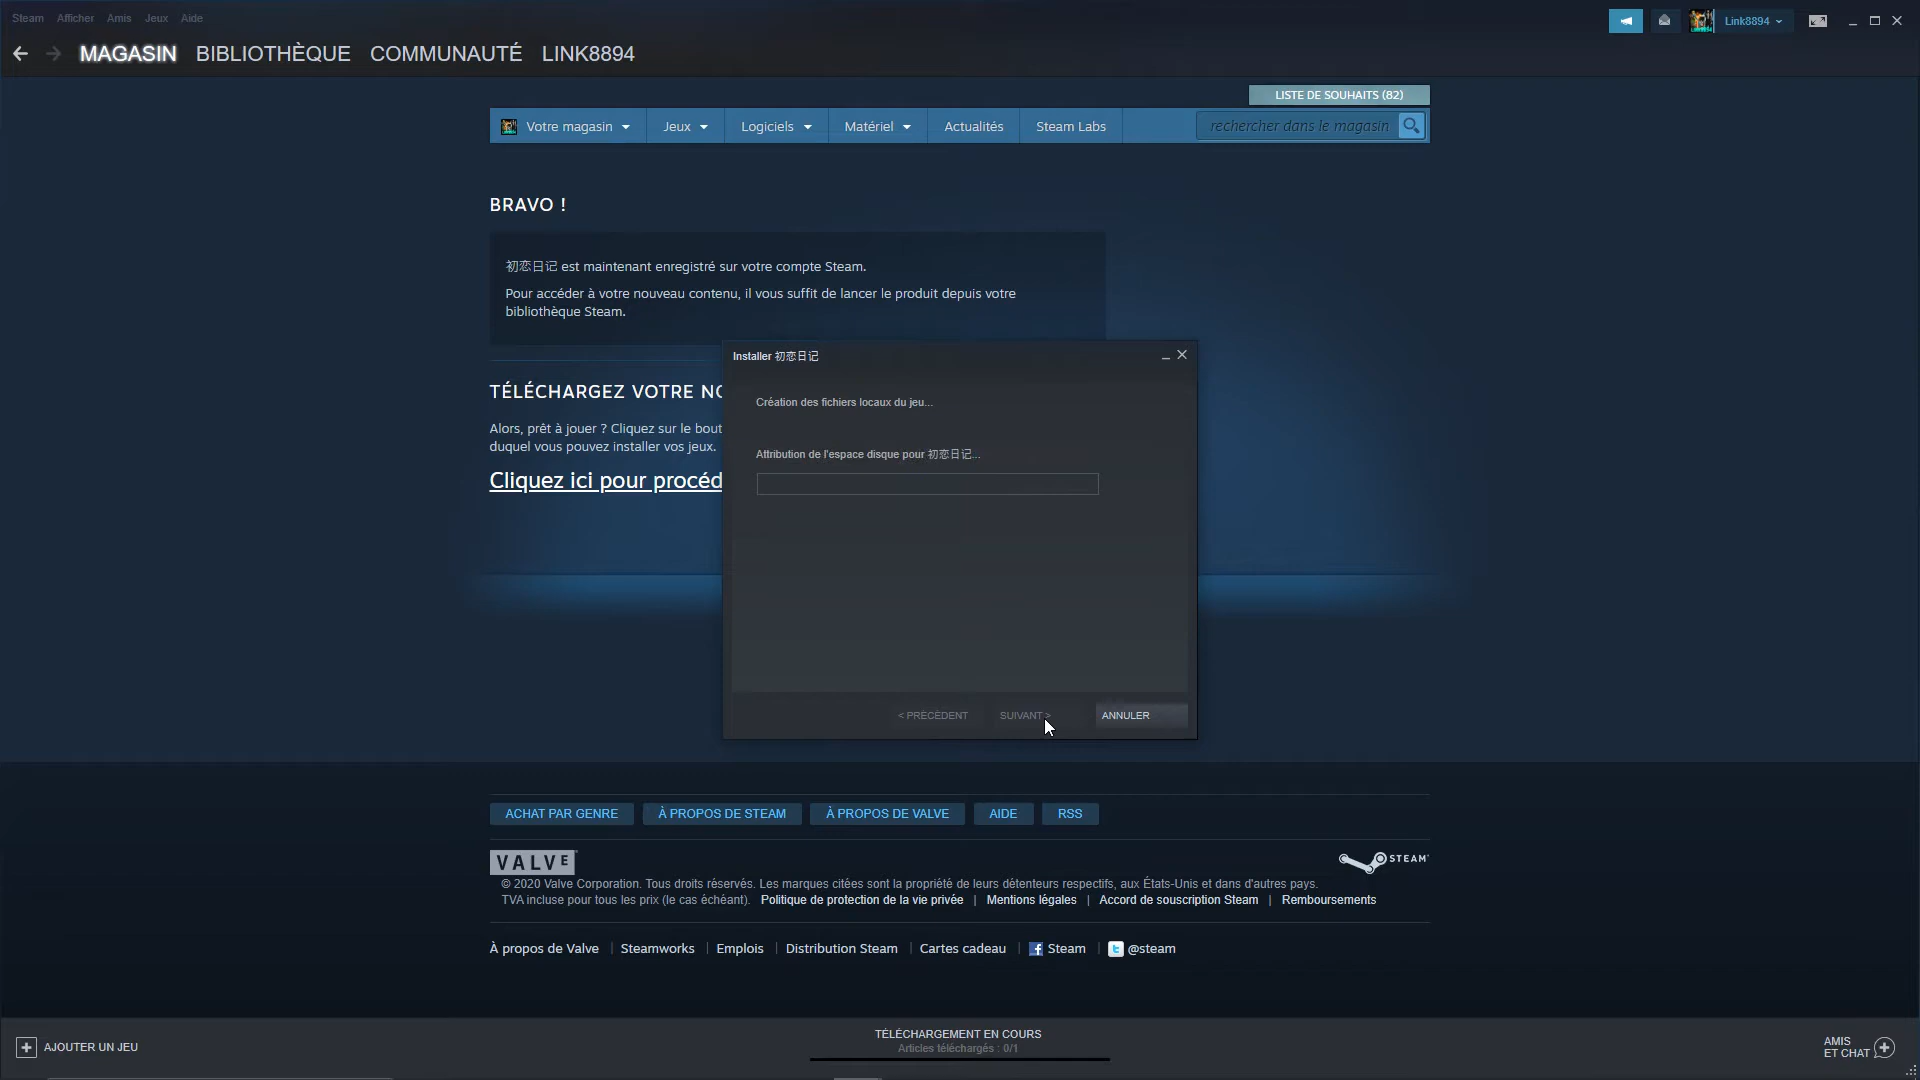 Steam Afficher Amis Jeux Aide
Link8894
MAGASIN BIBLIOTHÈQUE COMMUNAUTÉ LINK8894
LISTE DE SOUHAITS (82)
Votre magasin Jeux Logiciels Matériel Actualités Steam Labs rechercher dans le magasin
BRAVO !
初恋日记 est maintenant enregistré sur votre compte Steam.
Pour accéder à votre nouveau contenu, il vous suffit de lancer le produit depuis votre
bibliothèque Steam.
Installer 初恋日记
TÉLÉCHARGEZ VOTRE NO
Création des fichiers locaux du jeu...
Alors, prêt à jouer ? Cliquez sur le bout
duquel vous pouvez installer vos jeux.
Attribution de l'espace disque pour 初恋日记...
Cliquez ici pour procéd
< PRÉCÉDENT SUIVANT > ANNULER
ACHAT PAR GENRE À PROPOS DE STEAM À PROPOS DE VALVE AIDE RSS
VALVE STEAM
© 2020 Valve Corporation. Tous droits réservés. Les marques citées sont la propriété de leurs détenteurs respectifs, aux États-Unis et dans d'autres pays.
TVA incluse pour tous les prix (le cas échéant). Politique de protection de la vie privée | Mentions légales | Accord de souscription Steam | Remboursements
À propos de Valve | Steamworks | Emplois | Distribution Steam | Cartes cadeau | Steam | @steam
TÉLÉCHARGEMENT EN COURS
Articles téléchargés : 0/1
AJOUTER UN JEU
AMIS
ET CHAT